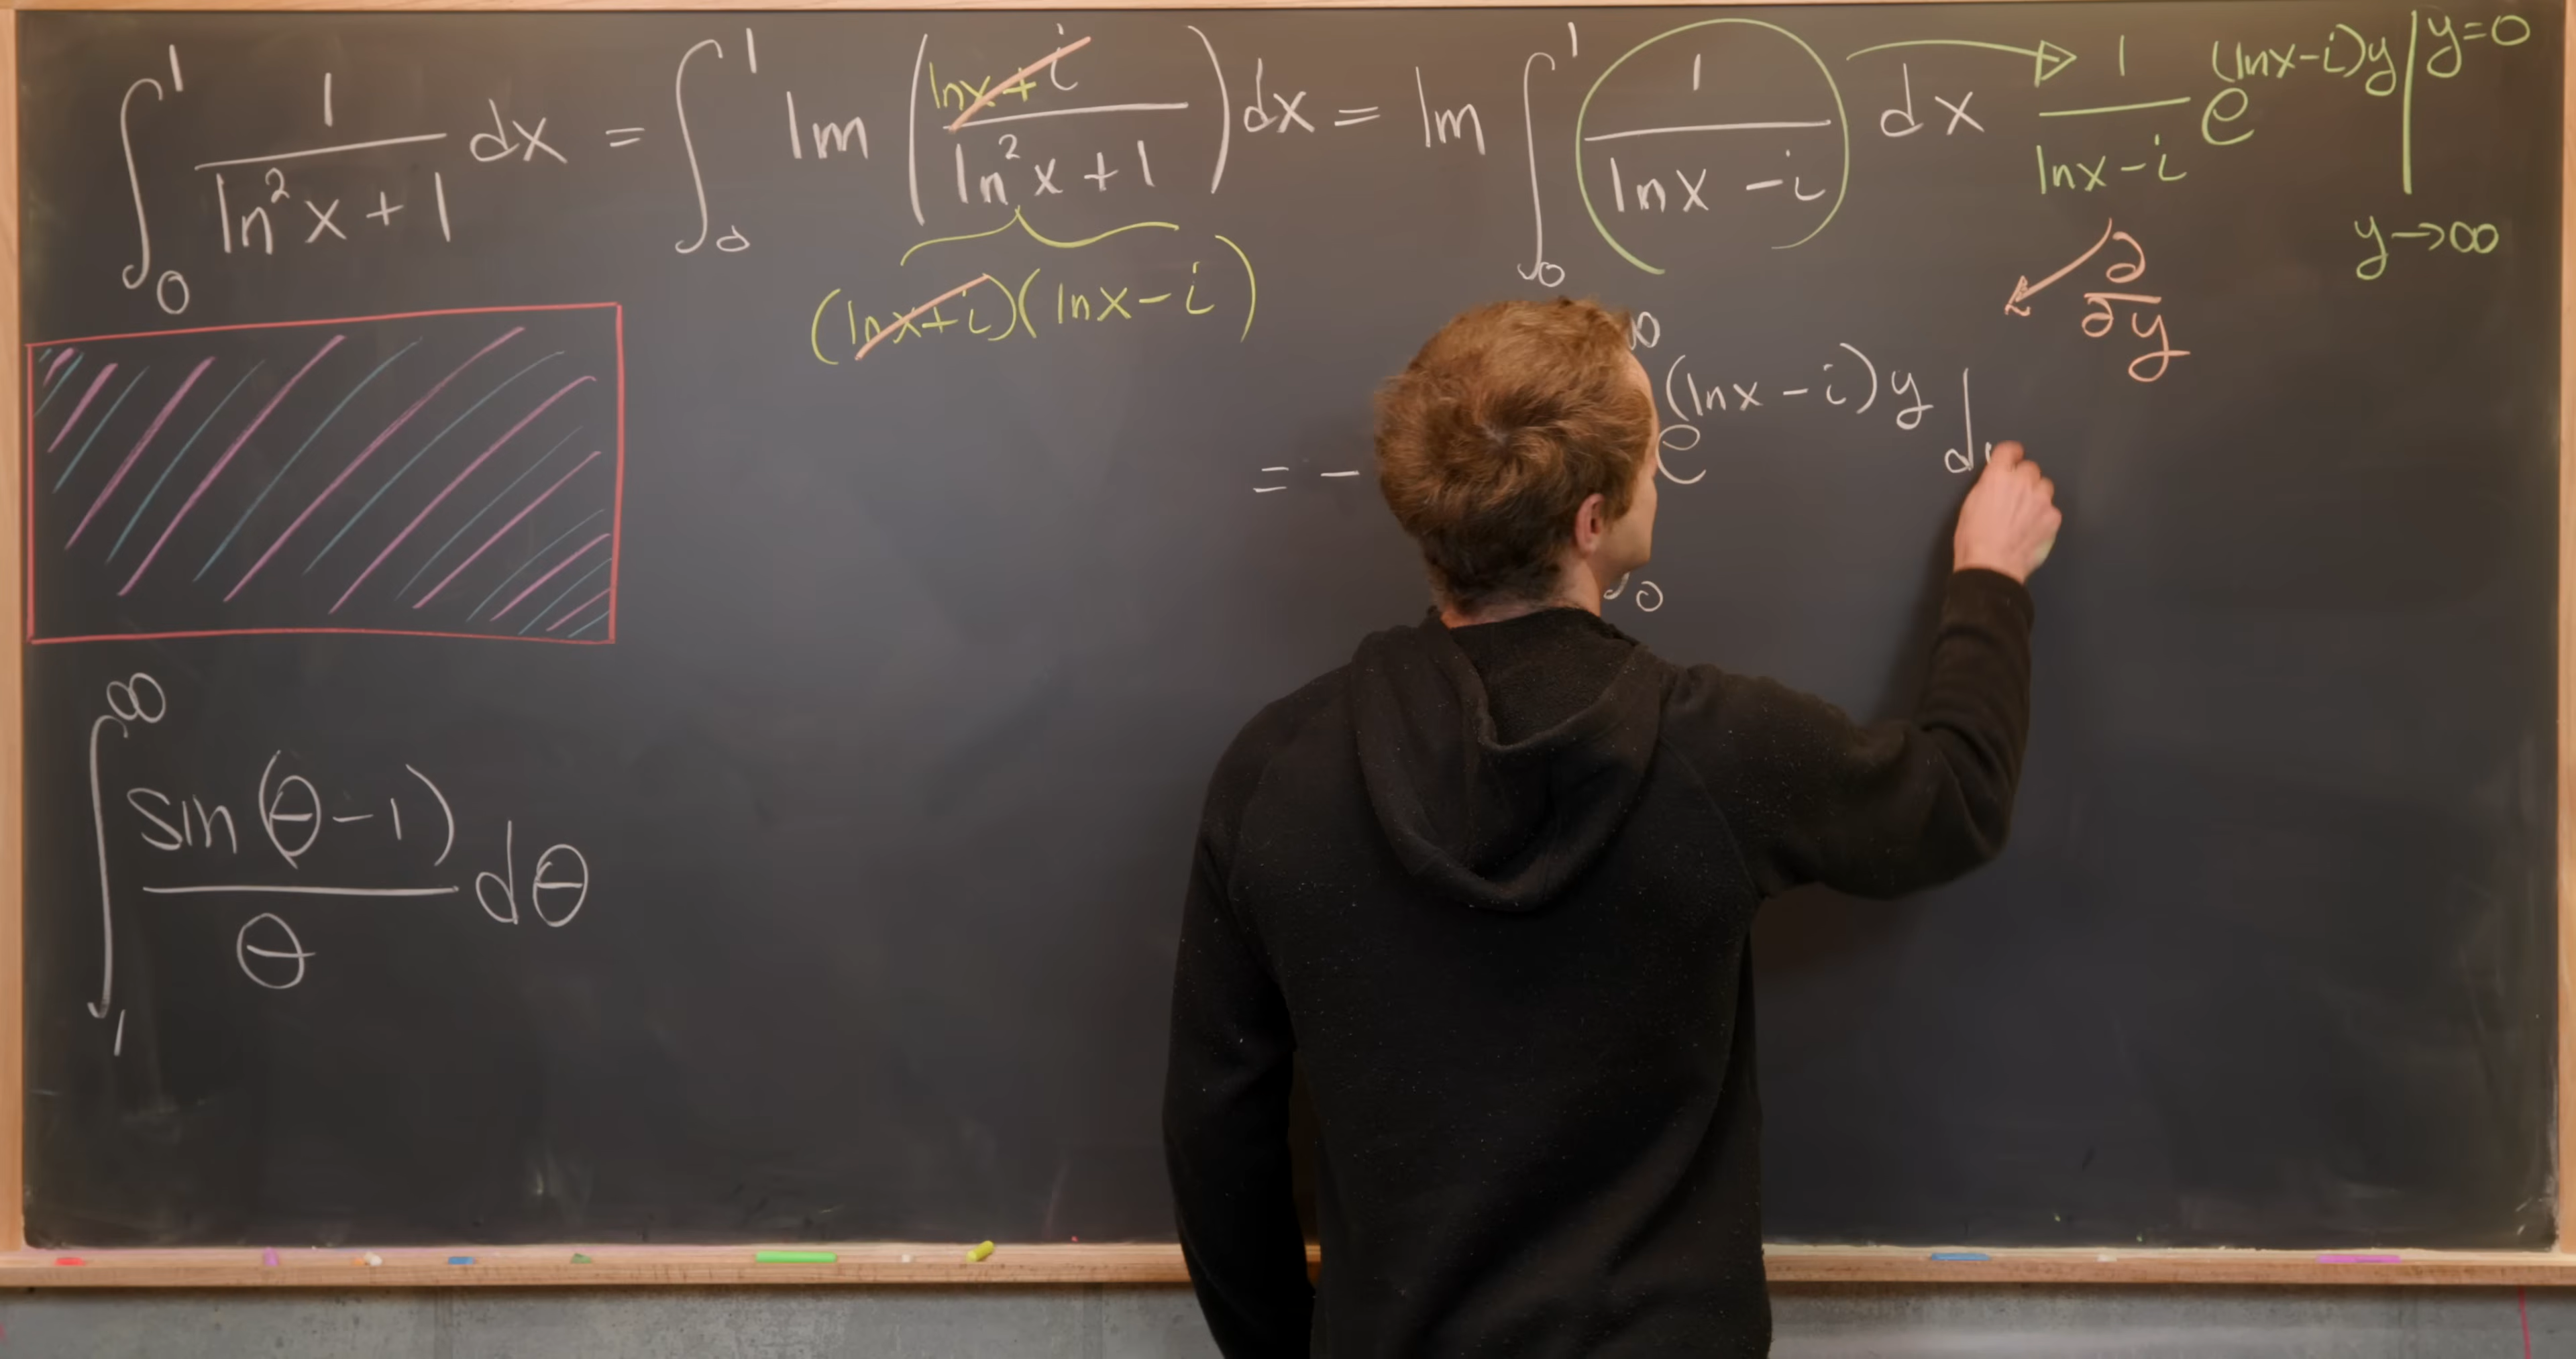 ∫₀¹ 1/(ln²x + 1) dx = ∫₀¹ Im ((lnx + i)/(ln²x + 1)) dx = Im ∫₀¹ 1/(lnx - i) dx → 1/(lnx - i) e^((lnx - i)y) | y=0
y→∞
(lnx + i)(lnx - i)
∂/∂y
= - ∞ 0 e^((lnx - i)y) d
∫₁^∞ sin(θ - 1)/θ dθ